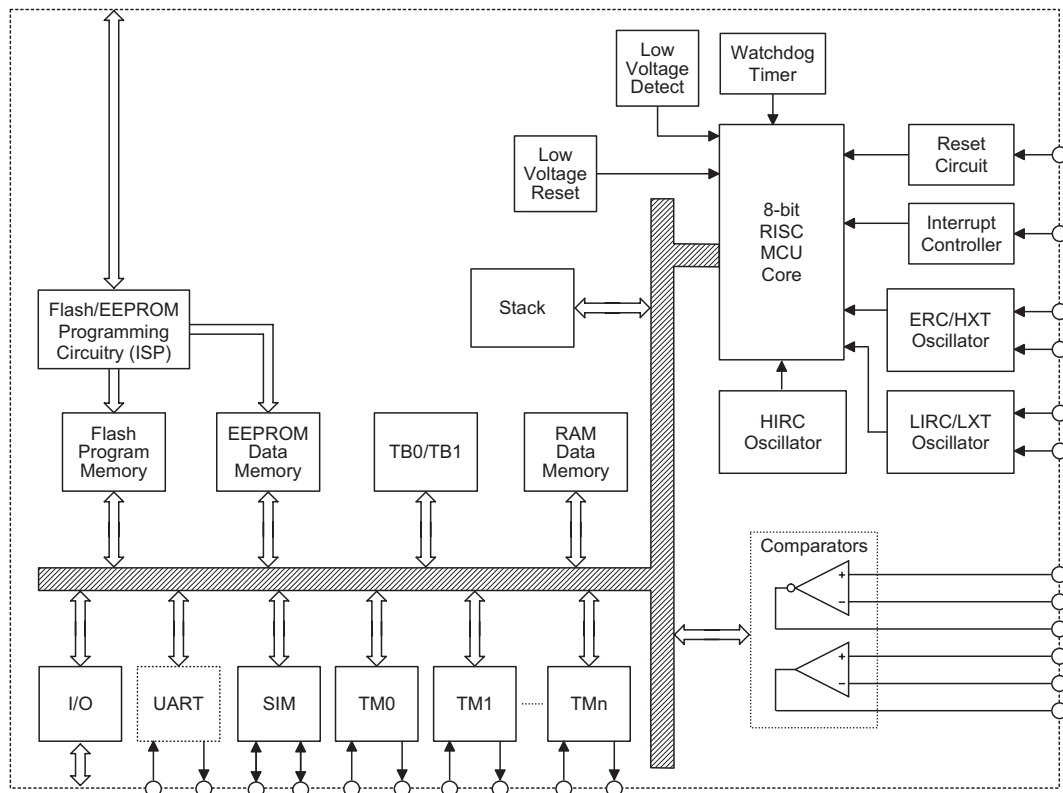 Low
Voltage
Detect
Watchdog
Timer
Low
Voltage
Reset
8-bit
RISC
MCU
Core
Reset
Circuit
Interrupt
Controller
Stack
Flash/EEPROM
Programming
Circuitry (ISP)
ERC/HXT
Oscillator
HIRC
Oscillator
LIRC/LXT
Oscillator
Flash
Program
Memory
EEPROM
Data
Memory
TB0/TB1
RAM
Data
Memory
Comparators
+
−
+
−
I/O
UART
SIM
TM0
TM1
TMn